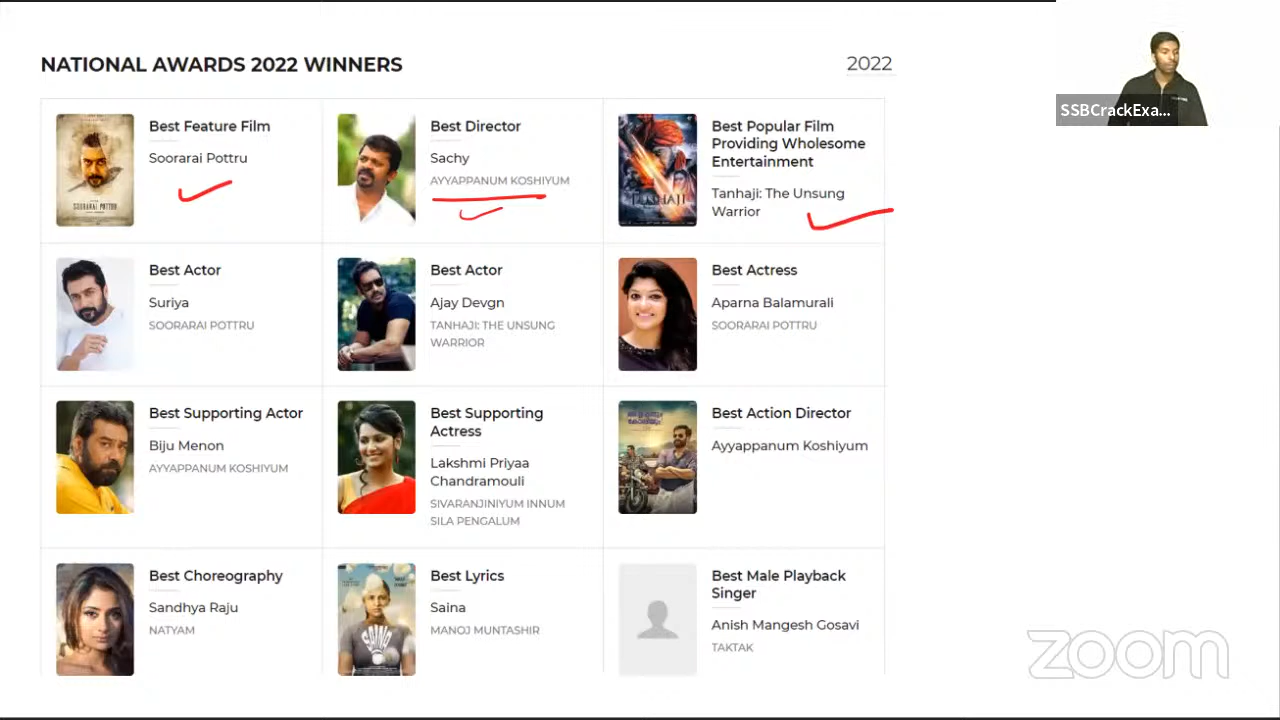 NATIONAL AWARDS 2022 WINNERS
2022
SSBCrackExa...
Best Feature Film
Soorarai Pottru
SOORARAI POTTRU
Best Director
Sachy
AYYAPPANUM KOSHIYUM
Best Popular Film
Providing Wholesome
Entertainment
Tanhaji: The Unsung
Warrior
TANHAJI
Best Actor
Suriya
SOORARAI POTTRU
Best Actor
Ajay Devgn
TANHAJI: THE UNSUNG
WARRIOR
Best Actress
Aparna Balamurali
SOORARAI POTTRU
Best Supporting Actor
Biju Menon
AYYAPPANUM KOSHIYUM
Best Supporting
Actress
Lakshmi Priyaa
Chandramouli
SIVARANJINIYUM INNUM
SILA PENGALUM
Best Action Director
Ayyappanum Koshiyum
Best Choreography
Sandhya Raju
NATYAM
Best Lyrics
Saina
MANOJ MUNTASHIR
SAINA
Best Male Playback
Singer
Anish Mangesh Gosavi
TAKTAK
zoom